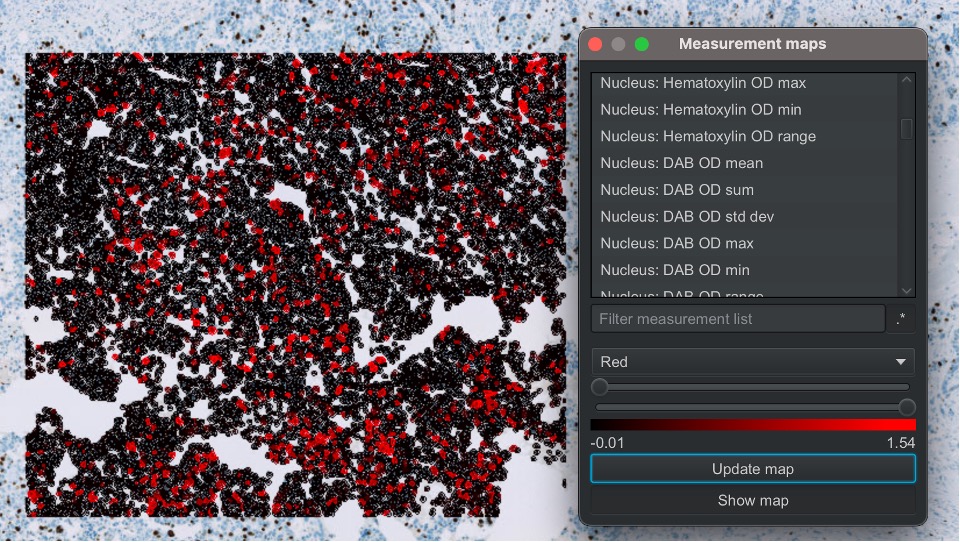 Measurement maps
Nucleus: Hematoxylin OD max
Nucleus: Hematoxylin OD min
Nucleus: Hematoxylin OD range
Nucleus: DAB OD mean
Nucleus: DAB OD sum
Nucleus: DAB OD std dev
Nucleus: DAB OD max
Nucleus: DAB OD min
Nucleus: DAB OD range
Filter measurement list
.*
Red
-0.01
1.54
Update map
Show map